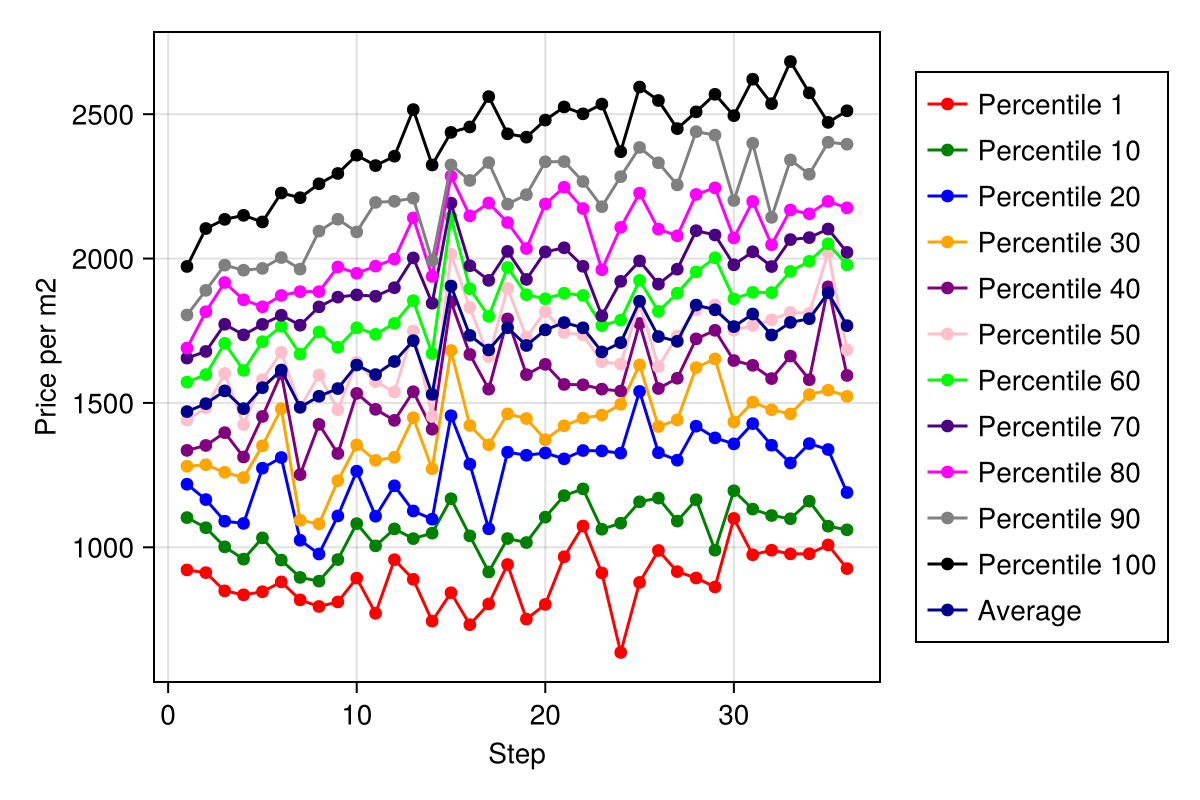 2500
2000
1500
1000
Price per m2
0
10
20
30
Step
Percentile 1
Percentile 10
Percentile 20
Percentile 30
Percentile 40
Percentile 50
Percentile 60
Percentile 70
Percentile 80
Percentile 90
Percentile 100
Average